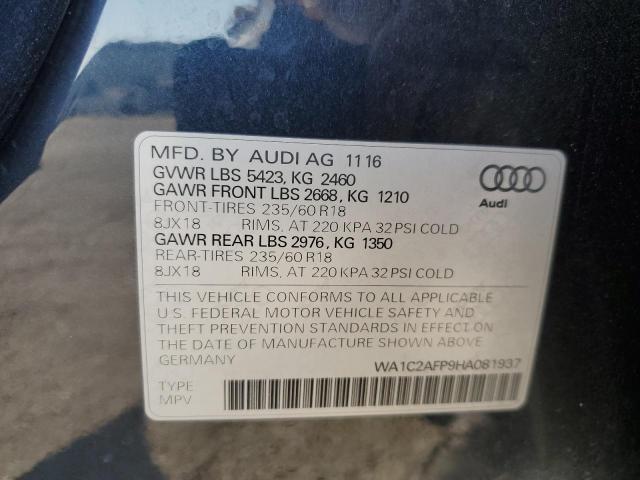 MFD. BY AUDI AG 11 16
GVWR LBS 5423, KG 2460
GAWR FRONT LBS 2668, KG 1210
FRONT-TIRES 235/60 R18
8JX18 RIMS, AT 220 KPA 32 PSI COLD
GAWR REAR LBS 2976, KG 1350
REAR-TIRES 235/60 R18
8JX18 RIMS, AT 220 KPA 32 PSI COLD
Audi
THIS VEHICLE CONFORMS TO ALL APPLICABLE
U.S. FEDERAL MOTOR VEHICLE SAFETY AND
THEFT PREVENTION STANDARDS IN EFFECT ON
THE DATE OF MANUFACTURE SHOWN ABOVE.
GERMANY
WA1C2AFP9HA081937
TYPE
MPV